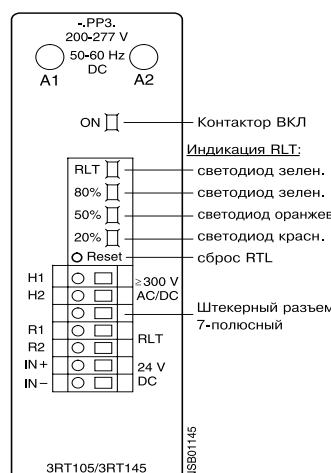 -.PP3.
200-277 V
50-60 Hz
DC
A1 A2
ON Контактор ВКЛ
Индикация RLT:
RLT светодиод зелен.
80% светодиод зелен.
50% светодиод оранжев
20% светодиод красн.
Reset сброс RTL
H1 ≥300 V
H2 AC/DC
Штекерный разъем
7-полюсный
R1 RLT
R2
IN+ 24 V
IN− DC
3RT105/3RT145
ISB01145